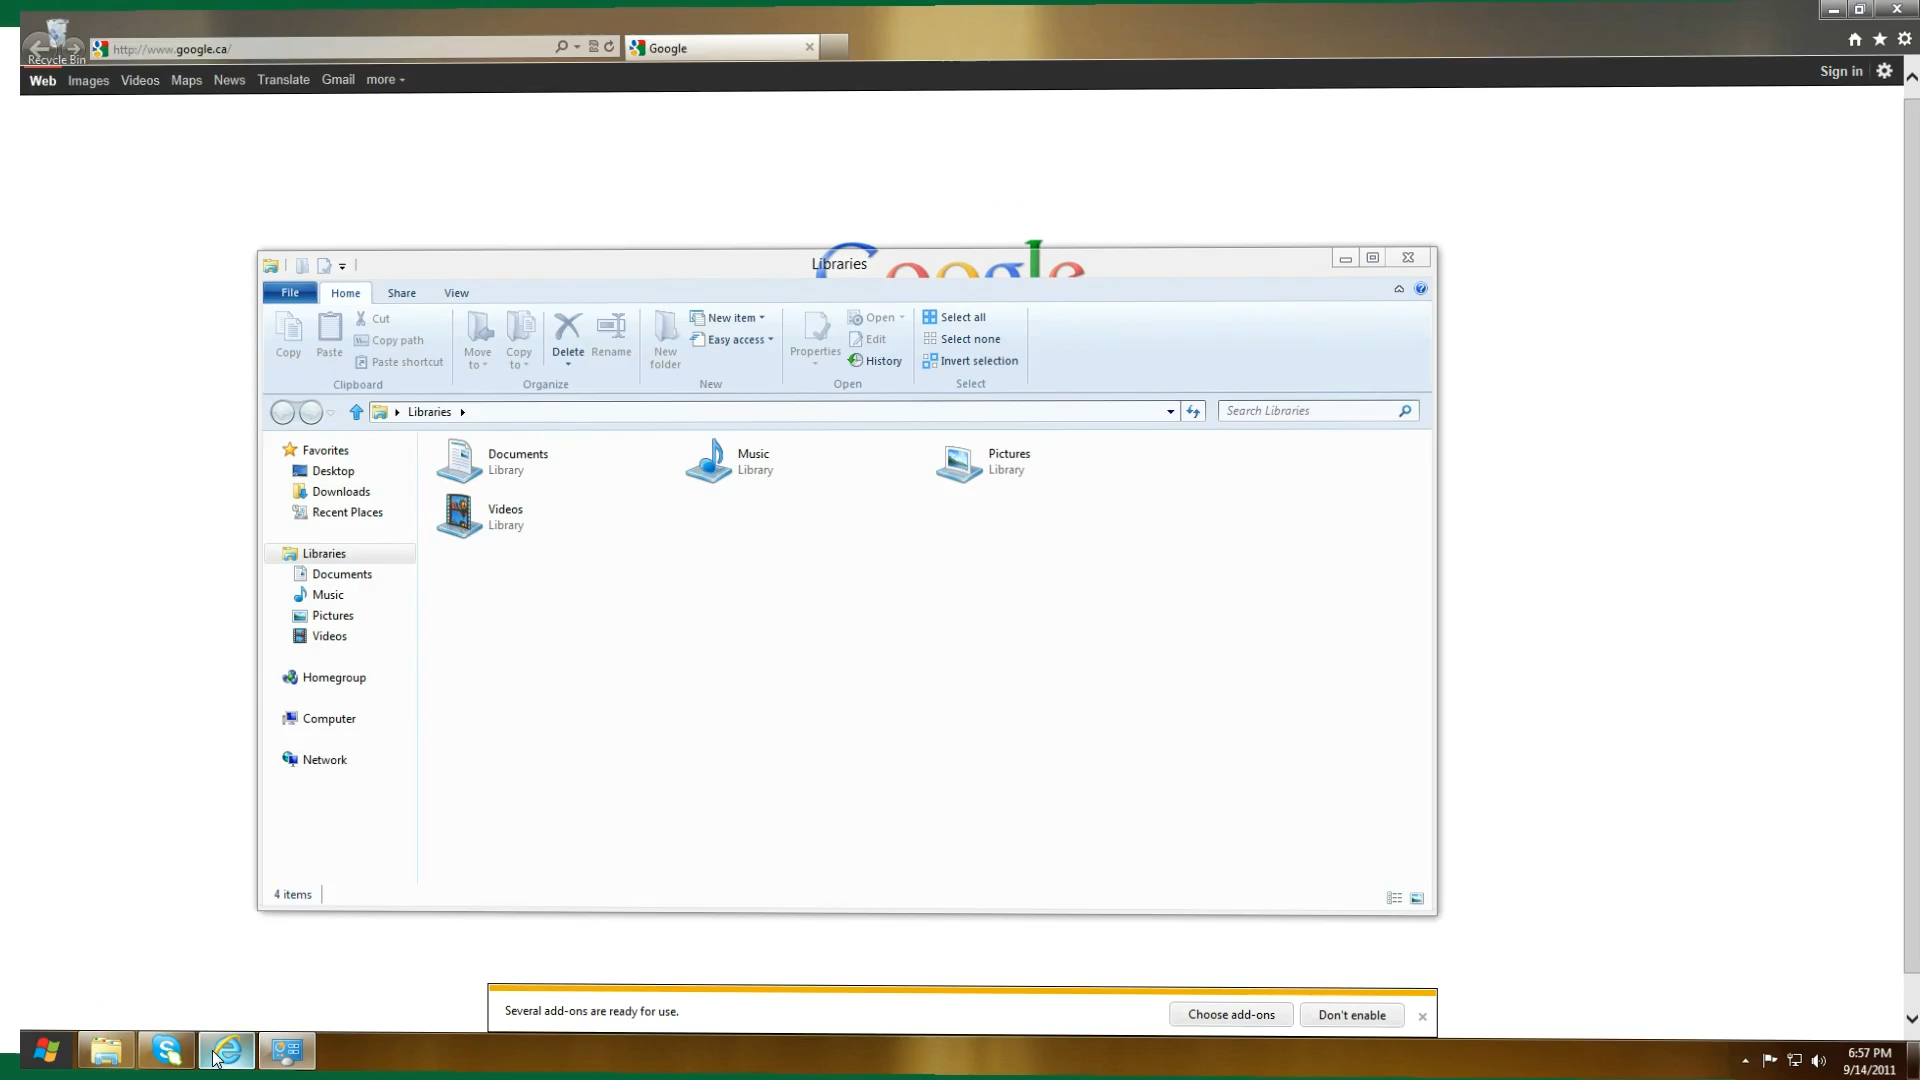 Recycle Bin
http://www.google.ca/
Google
Web Images Videos Maps News Translate Gmail more
Sign in
Google
Libraries
File Home Share View
Copy
Paste
Cut
Copy path
Paste shortcut
Clipboard
Move to
Copy to
Delete
Rename
Organize
New folder
New item
Easy access
New
Properties
Open
Edit
History
Open
Select all
Select none
Invert selection
Select
Libraries
Search Libraries
Favorites
Desktop
Downloads
Recent Places
Libraries
Documents
Music
Pictures
Videos
Homegroup
Computer
Network
Documents
Library
Music
Library
Pictures
Library
Videos
Library
4 items
Several add-ons are ready for use.
Choose add-ons
Don't enable
6:57 PM
9/14/2011